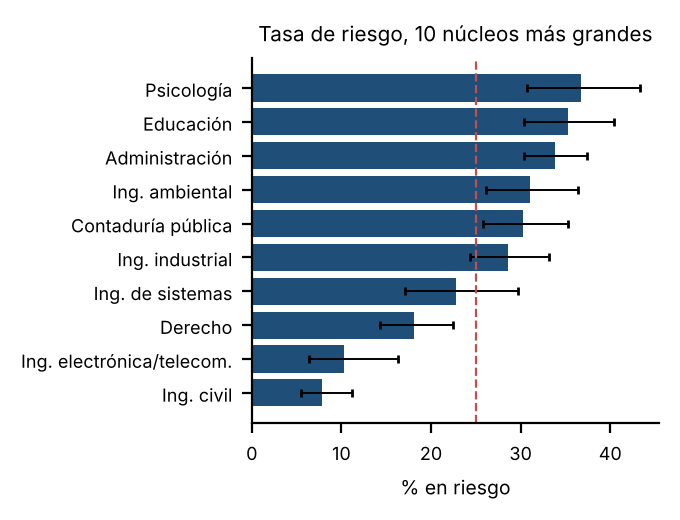 Tasa de riesgo, 10 núcleos más grandes
Psicología
Educación
Administración
Ing. ambiental
Contaduría pública
Ing. industrial
Ing. de sistemas
Derecho
Ing. electrónica/telecom.
Ing. civil
0 10 20 30 40
% en riesgo